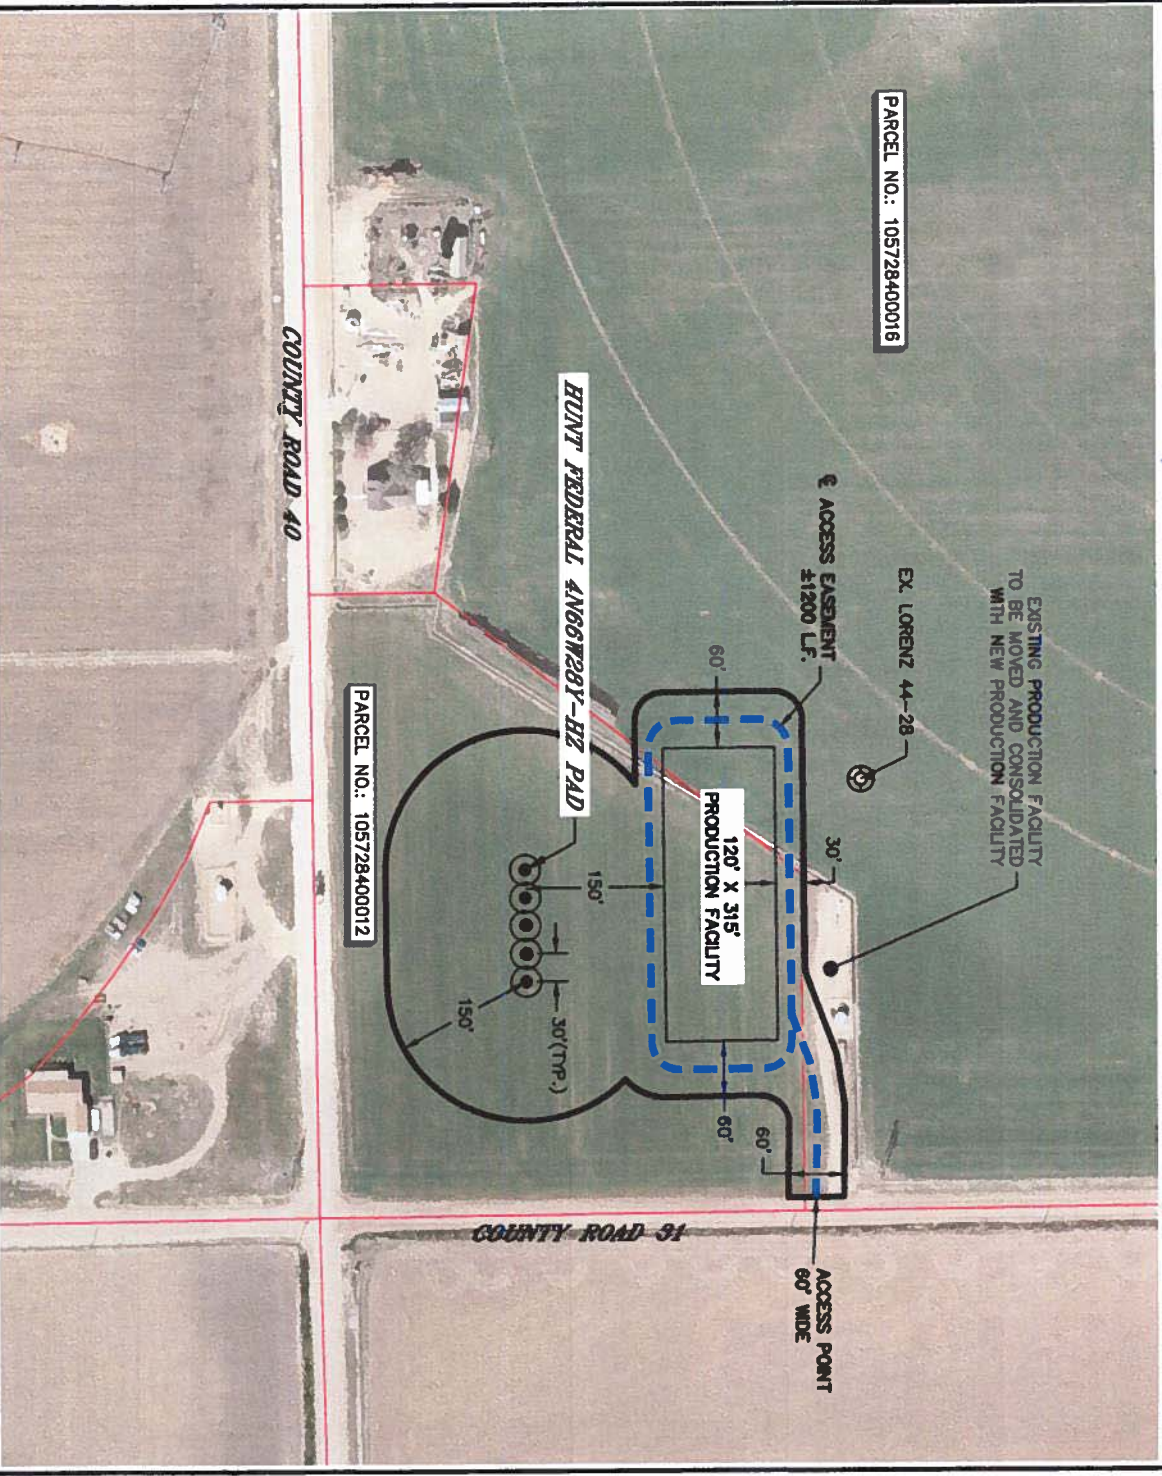 PARCEL NO.: 105728400016
EXISTING PRODUCTION FACILITY
TO BE MOVED AND CONSOLIDATED
WITH NEW PRODUCTION FACILITY
EX. LORENZ 44-28
℄ ACCESS EASEMENT
±1200 L.F.
60'
30'
120' X 315'
PRODUCTION FACILITY
HUNT FEDERAL 4N66W28Y-HZ PAD
150'
30'(TYP.)
150'
60'
60'
ACCESS POINT
60' WIDE
PARCEL NO.: 105728400012
COUNTY ROAD 40
COUNTY ROAD 31